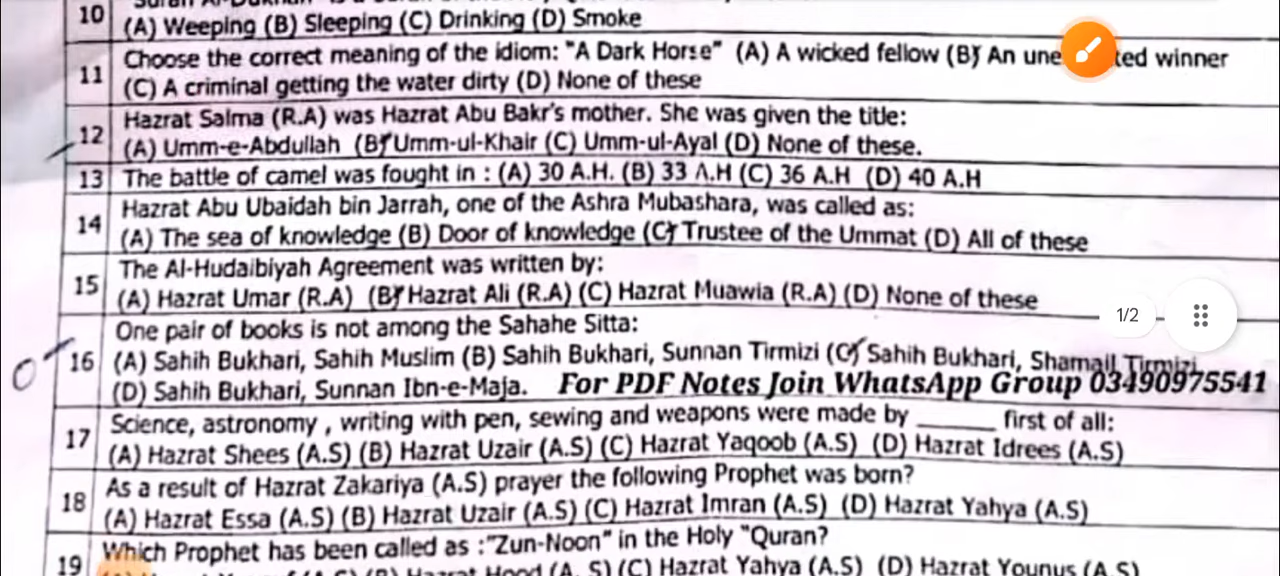 10
(A) Weeping (B) Sleeping (C) Drinking (D) Smoke
11 Choose the correct meaning of the idiom: "A Dark Horse" (A) A wicked fellow (B) An winner
(C) A criminal getting the water dirty (D) None of these
12 Hazrat Salma (R.A) was Hazrat Abu Bakr's mother. She was given the title:
(A) Umm-e-Abdullah (B) Umm-ul-Khair (C) Umm-ul-Ayal (D) None of these.
13 The battle of camel was fought in : (A) 30 A.H. (B) 33 A.H (C) 36 A.H (D) 40 A.H
14 Hazrat Abu Ubaidah bin Jarrah, one of the Ashra Mubashara, was called as:
(A) The sea of knowledge (B) Door of knowledge (C) Trustee of the Ummat (D) All of these
15 The Al-Hudaibiyah Agreement was written by:
(A) Hazrat Umar (R.A) (B) Hazrat Ali (R.A) (C) Hazrat Muawia (R.A) (D) None of these
1/2
16 One pair of books is not among the Sahahe Sitta:
(A) Sahih Bukhari, Sahih Muslim (B) Sahih Bukhari, Sunnan Tirmizi (C) Sahih Bukhari, Shamail Tirmizi
(D) Sahih Bukhari, Sunnan Ibn-e-Maja. For PDF Notes Join WhatsApp Group 03490975541
17 Science, astronomy , writing with pen, sewing and weapons were made by ______ first of all:
(A) Hazrat Shees (A.S) (B) Hazrat Uzair (A.S) (C) Hazrat Yaqoob (A.S) (D) Hazrat Idrees (A.S)
18 As a result of Hazrat Zakariya (A.S) prayer the following Prophet was born?
(A) Hazrat Essa (A.S) (B) Hazrat Uzair (A.S) (C) Hazrat Imran (A.S) (D) Hazrat Yahya (A.S)
19 Which Prophet has been called as :"Zun-Noon" in the Holy "Quran?
Hazrat Hood (A. S) (C) Hazrat Yahya (A.S) (D) Hazrat Younus (A.S)